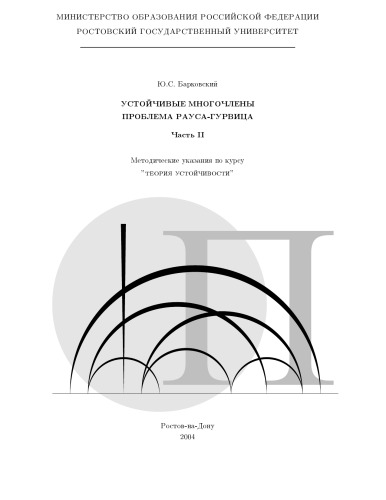 МИНИСТЕРСТВО ОБРАЗОВАНИЯ РОССИЙСКОЙ ФЕДЕРАЦИИ
РОСТОВСКИЙ ГОСУДАРСТВЕННЫЙ УНИВЕРСИТЕТ
Ю.С. Барковский
УСТОЙЧИВЫЕ МНОГОЧЛЕНЫ
ПРОБЛЕМА РАУСА-ГУРВИЦА
Часть II
Методические указания по курсу
"ТЕОРИЯ УСТОЙЧИВОСТИ"
П
Ростов-на-Дону
2004